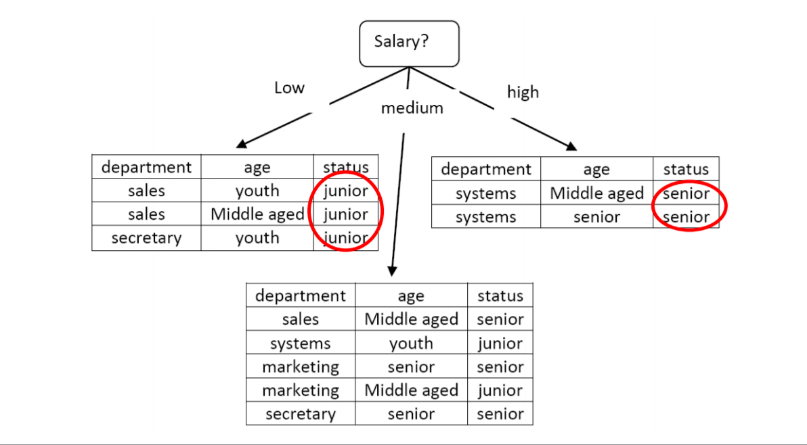 Salary?
Low
medium
high
department age status
sales youth junior
sales Middle aged junior
secretary youth junior
department age status
systems Middle aged senior
systems senior senior
department age status
sales Middle aged senior
systems youth junior
marketing senior senior
marketing Middle aged junior
secretary senior senior